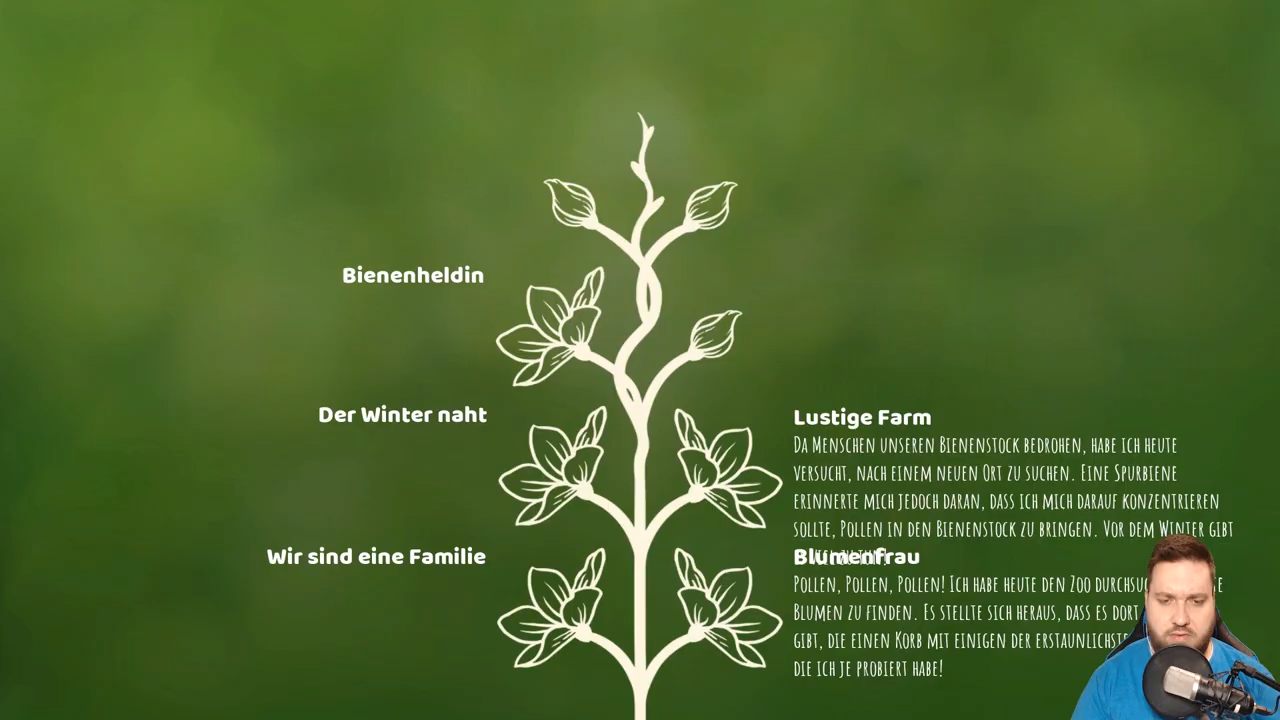 Bienenheldin
Der Winter naht
Wir sind eine Familie
Lustige Farm
Da Menschen unseren Bienenstock bedrohen, habe ich heute
versucht, nach einem neuen Ort zu suchen. Eine Spurbiene
erinnerte mich jedoch daran, dass ich mich darauf konzentrieren
sollte, Pollen in den Bienenstock zu bringen. Vor dem Winter gibt
Blumenfrau
Pollen, Pollen, Pollen! Ich habe heute den Zoo
Blumen zu finden. Es stellte sich heraus, dass es dort
gibt, die einen Korb mit einigen der
die ich je probiert habe!